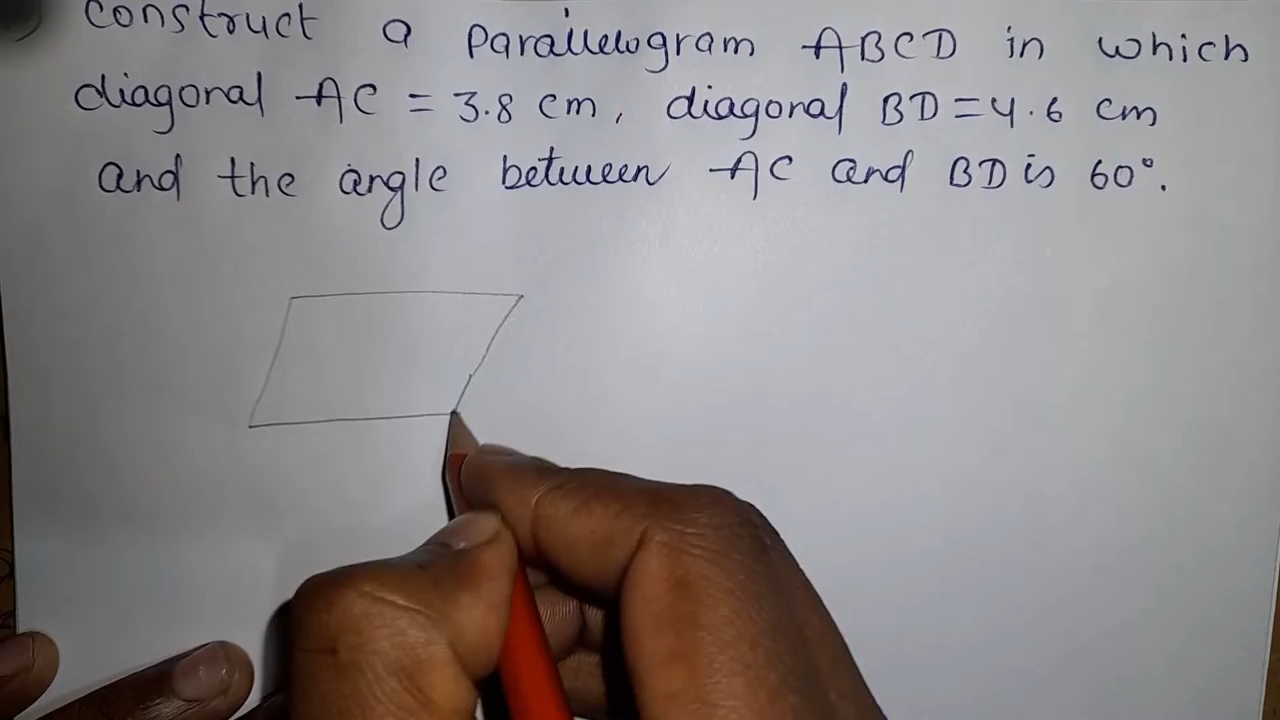 Construct a parallelogram ABCD in which
diagonal AC = 3.8 cm, diagonal BD = 4.6 cm
and the angle between AC and BD is 60°.